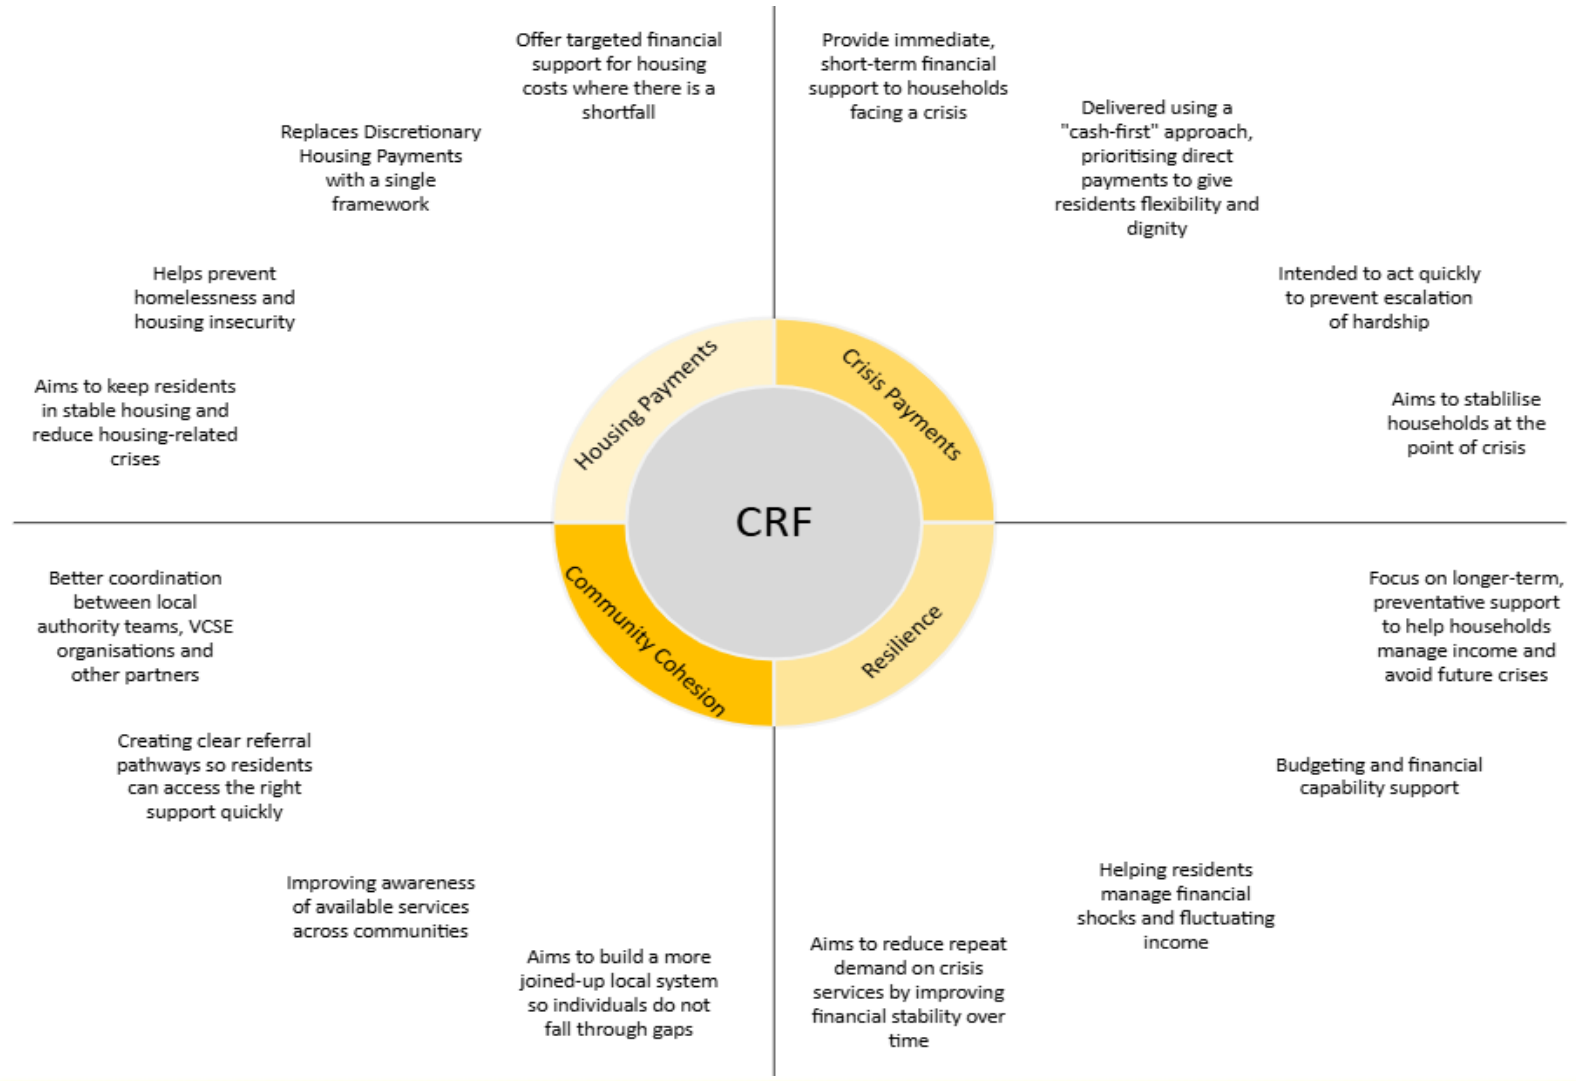 Offer targeted financial
support for housing
costs where there is a
shortfall
Replaces Discretionary
Housing Payments
with a single
framework
Helps prevent
homelessness and
housing insecurity
Aims to keep residents
in stable housing and
reduce housing-related
crises
Provide immediate,
short-term financial
support to households
facing a crisis
Delivered using a
"cash-first" approach,
prioritising direct
payments to give
residents flexibility and
dignity
Intended to act quickly
to prevent escalation
of hardship
Aims to stablilise
households at the
point of crisis
Housing Payments
Crisis Payments
CRF
Community Cohesion
Resilience
Better coordination
between local
authority teams, VCSE
organisations and
other partners
Creating clear referral
pathways so residents
can access the right
support quickly
Improving awareness
of available services
across communities
Aims to build a more
joined-up local system
so individuals do not
fall through gaps
Focus on longer-term,
preventative support
to help households
manage income and
avoid future crises
Budgeting and financial
capability support
Helping residents
manage financial
shocks and fluctuating
income
Aims to reduce repeat
demand on crisis
services by improving
financial stability over
time